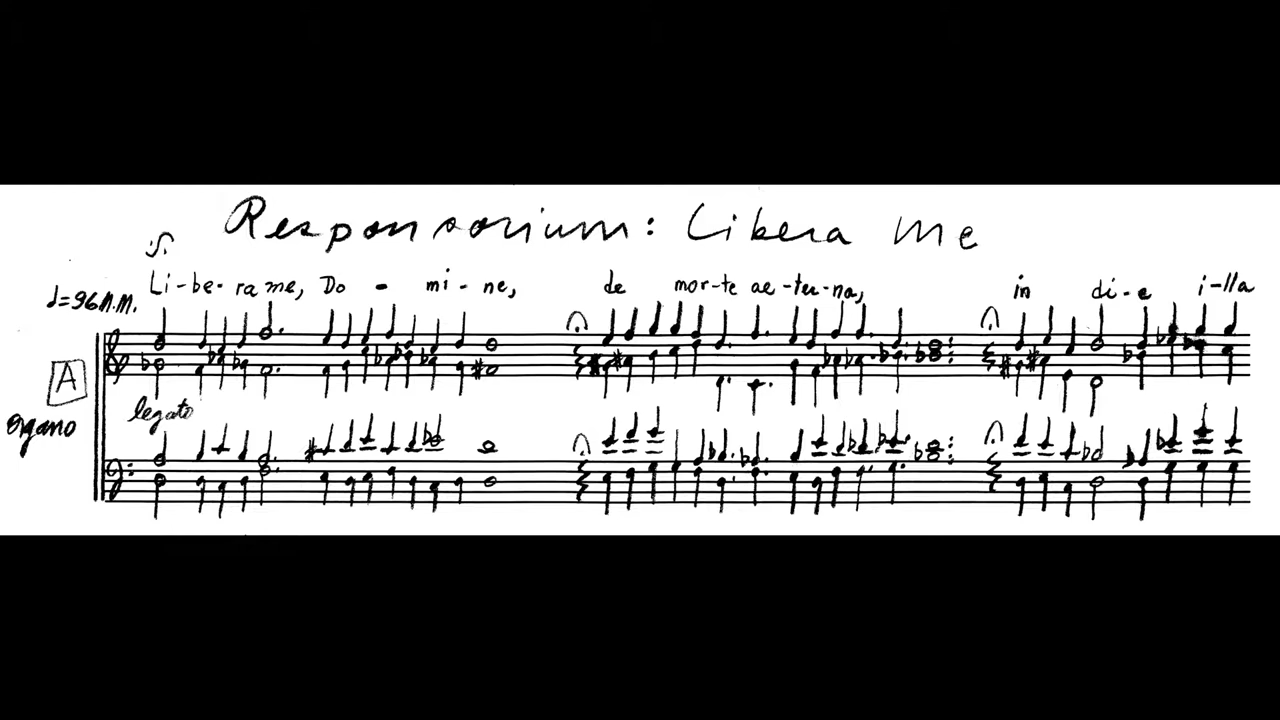 Responsorium: Libera Me
Li-be-ra me, Do - mi - ne, de mor-te ae-ter-na, in di-e i-lla
♩=96 M.M.
A
legato
Organo